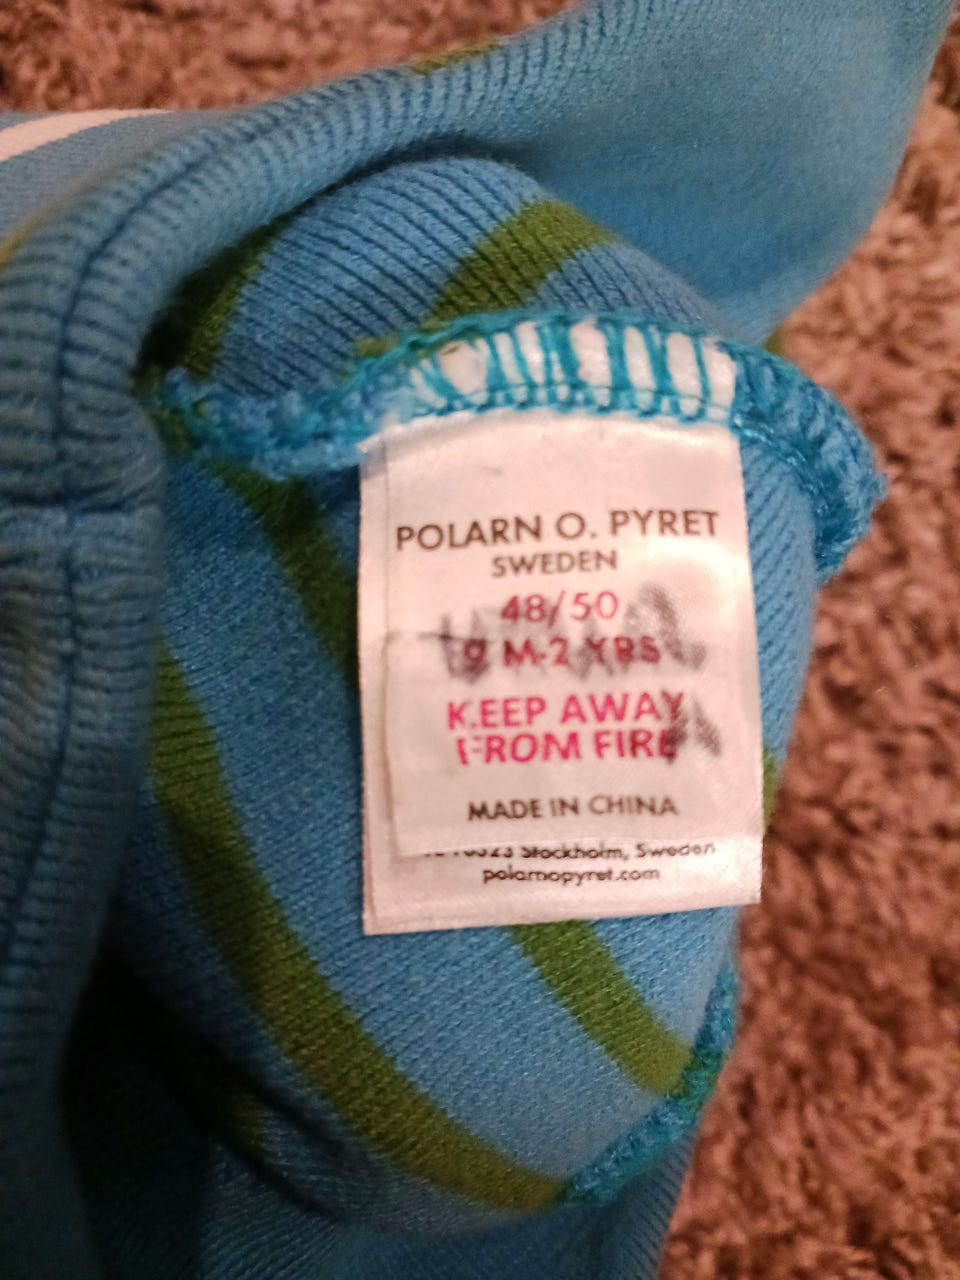 POLARN O. PYRET
SWEDEN
48/50
9 M-2 YRS
KEEP AWAY
FROM FIRE
MADE IN CHINA
Stockholm, Sweden
polarnopyret.com